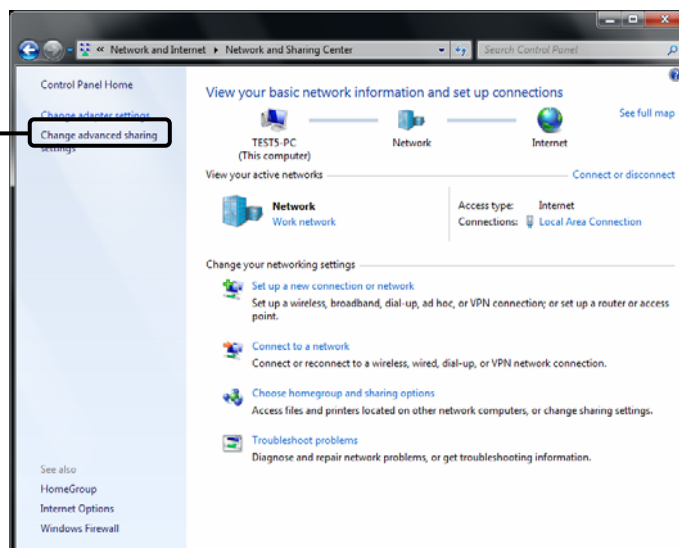 « Network and Internet ▸ Network and Sharing Center
Search Control Panel
Control Panel Home
Change adapter settings
Change advanced sharing
settings
See also
HomeGroup
Internet Options
Windows Firewall
View your basic network information and set up connections
See full map
TEST5-PC
(This computer)
Network
Internet
View your active networks
Connect or disconnect
Network
Work network
Access type: Internet
Connections: Local Area Connection
Change your networking settings
Set up a new connection or network
Set up a wireless, broadband, dial-up, ad hoc, or VPN connection; or set up a router or access
point.
Connect to a network
Connect or reconnect to a wireless, wired, dial-up, or VPN network connection.
Choose homegroup and sharing options
Access files and printers located on other network computers, or change sharing settings.
Troubleshoot problems
Diagnose and repair network problems, or get troubleshooting information.